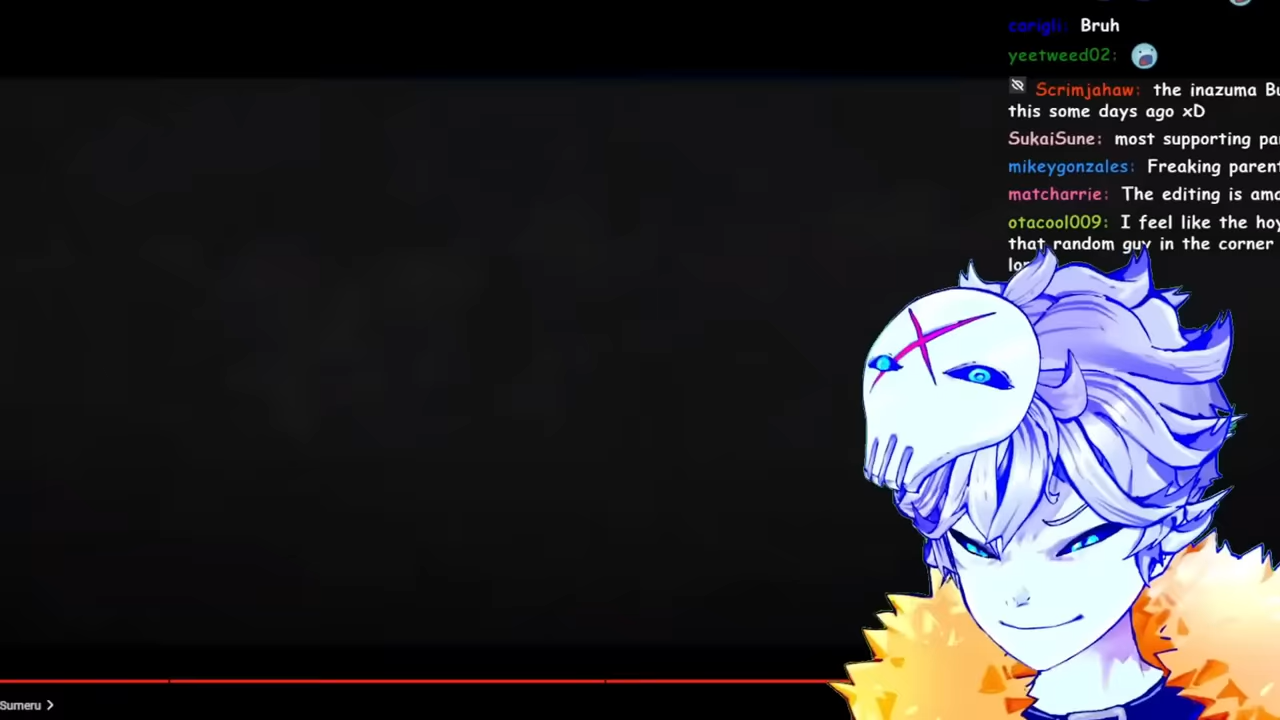 carigli: Bruh
yeetweed02:
Scrimjahaw: the inazuma
this some days ago xD
SukaiSune: most supporting
mikeygonzales: Freaking
matcharrie: The editing is
otacool009: I feel like the
that random guy in the corner
Sumeru